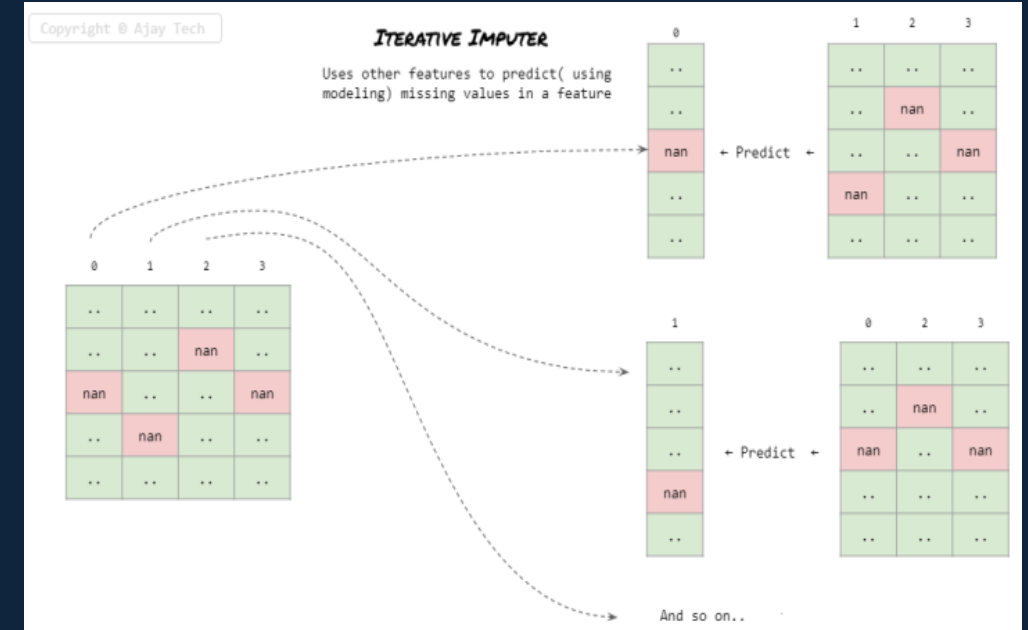 Copyright © Ajay Tech
ITERATIVE IMPUTER
Uses other features to predict( using
modeling) missing values in a feature
0
..
..
nan
..
..
← Predict ←
1 2 3
.. .. ..
.. nan ..
.. .. nan
nan .. ..
.. .. ..
0 1 2 3
.. .. .. ..
.. .. nan ..
nan .. .. nan
.. nan .. ..
.. .. .. ..
1
..
..
..
nan
..
← Predict ←
0 2 3
.. .. ..
.. nan ..
nan .. nan
.. .. ..
.. .. ..
And so on..